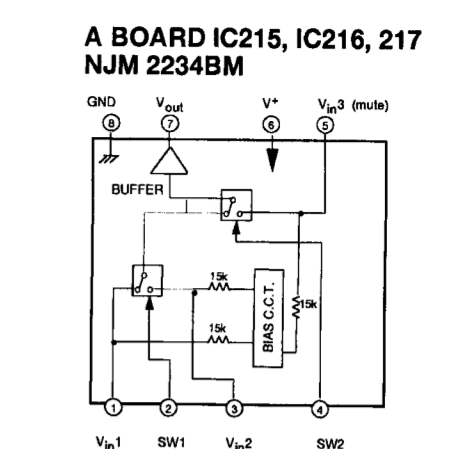 A BOARD IC215, IC216, 217
NJM 2234BM
GND Vout V+ Vin3 (mute)
8 7 6 5
BUFFER
15k
15k
BIAS C.C.T.
15k
1 2 3 4
Vin1 SW1 Vin2 SW2